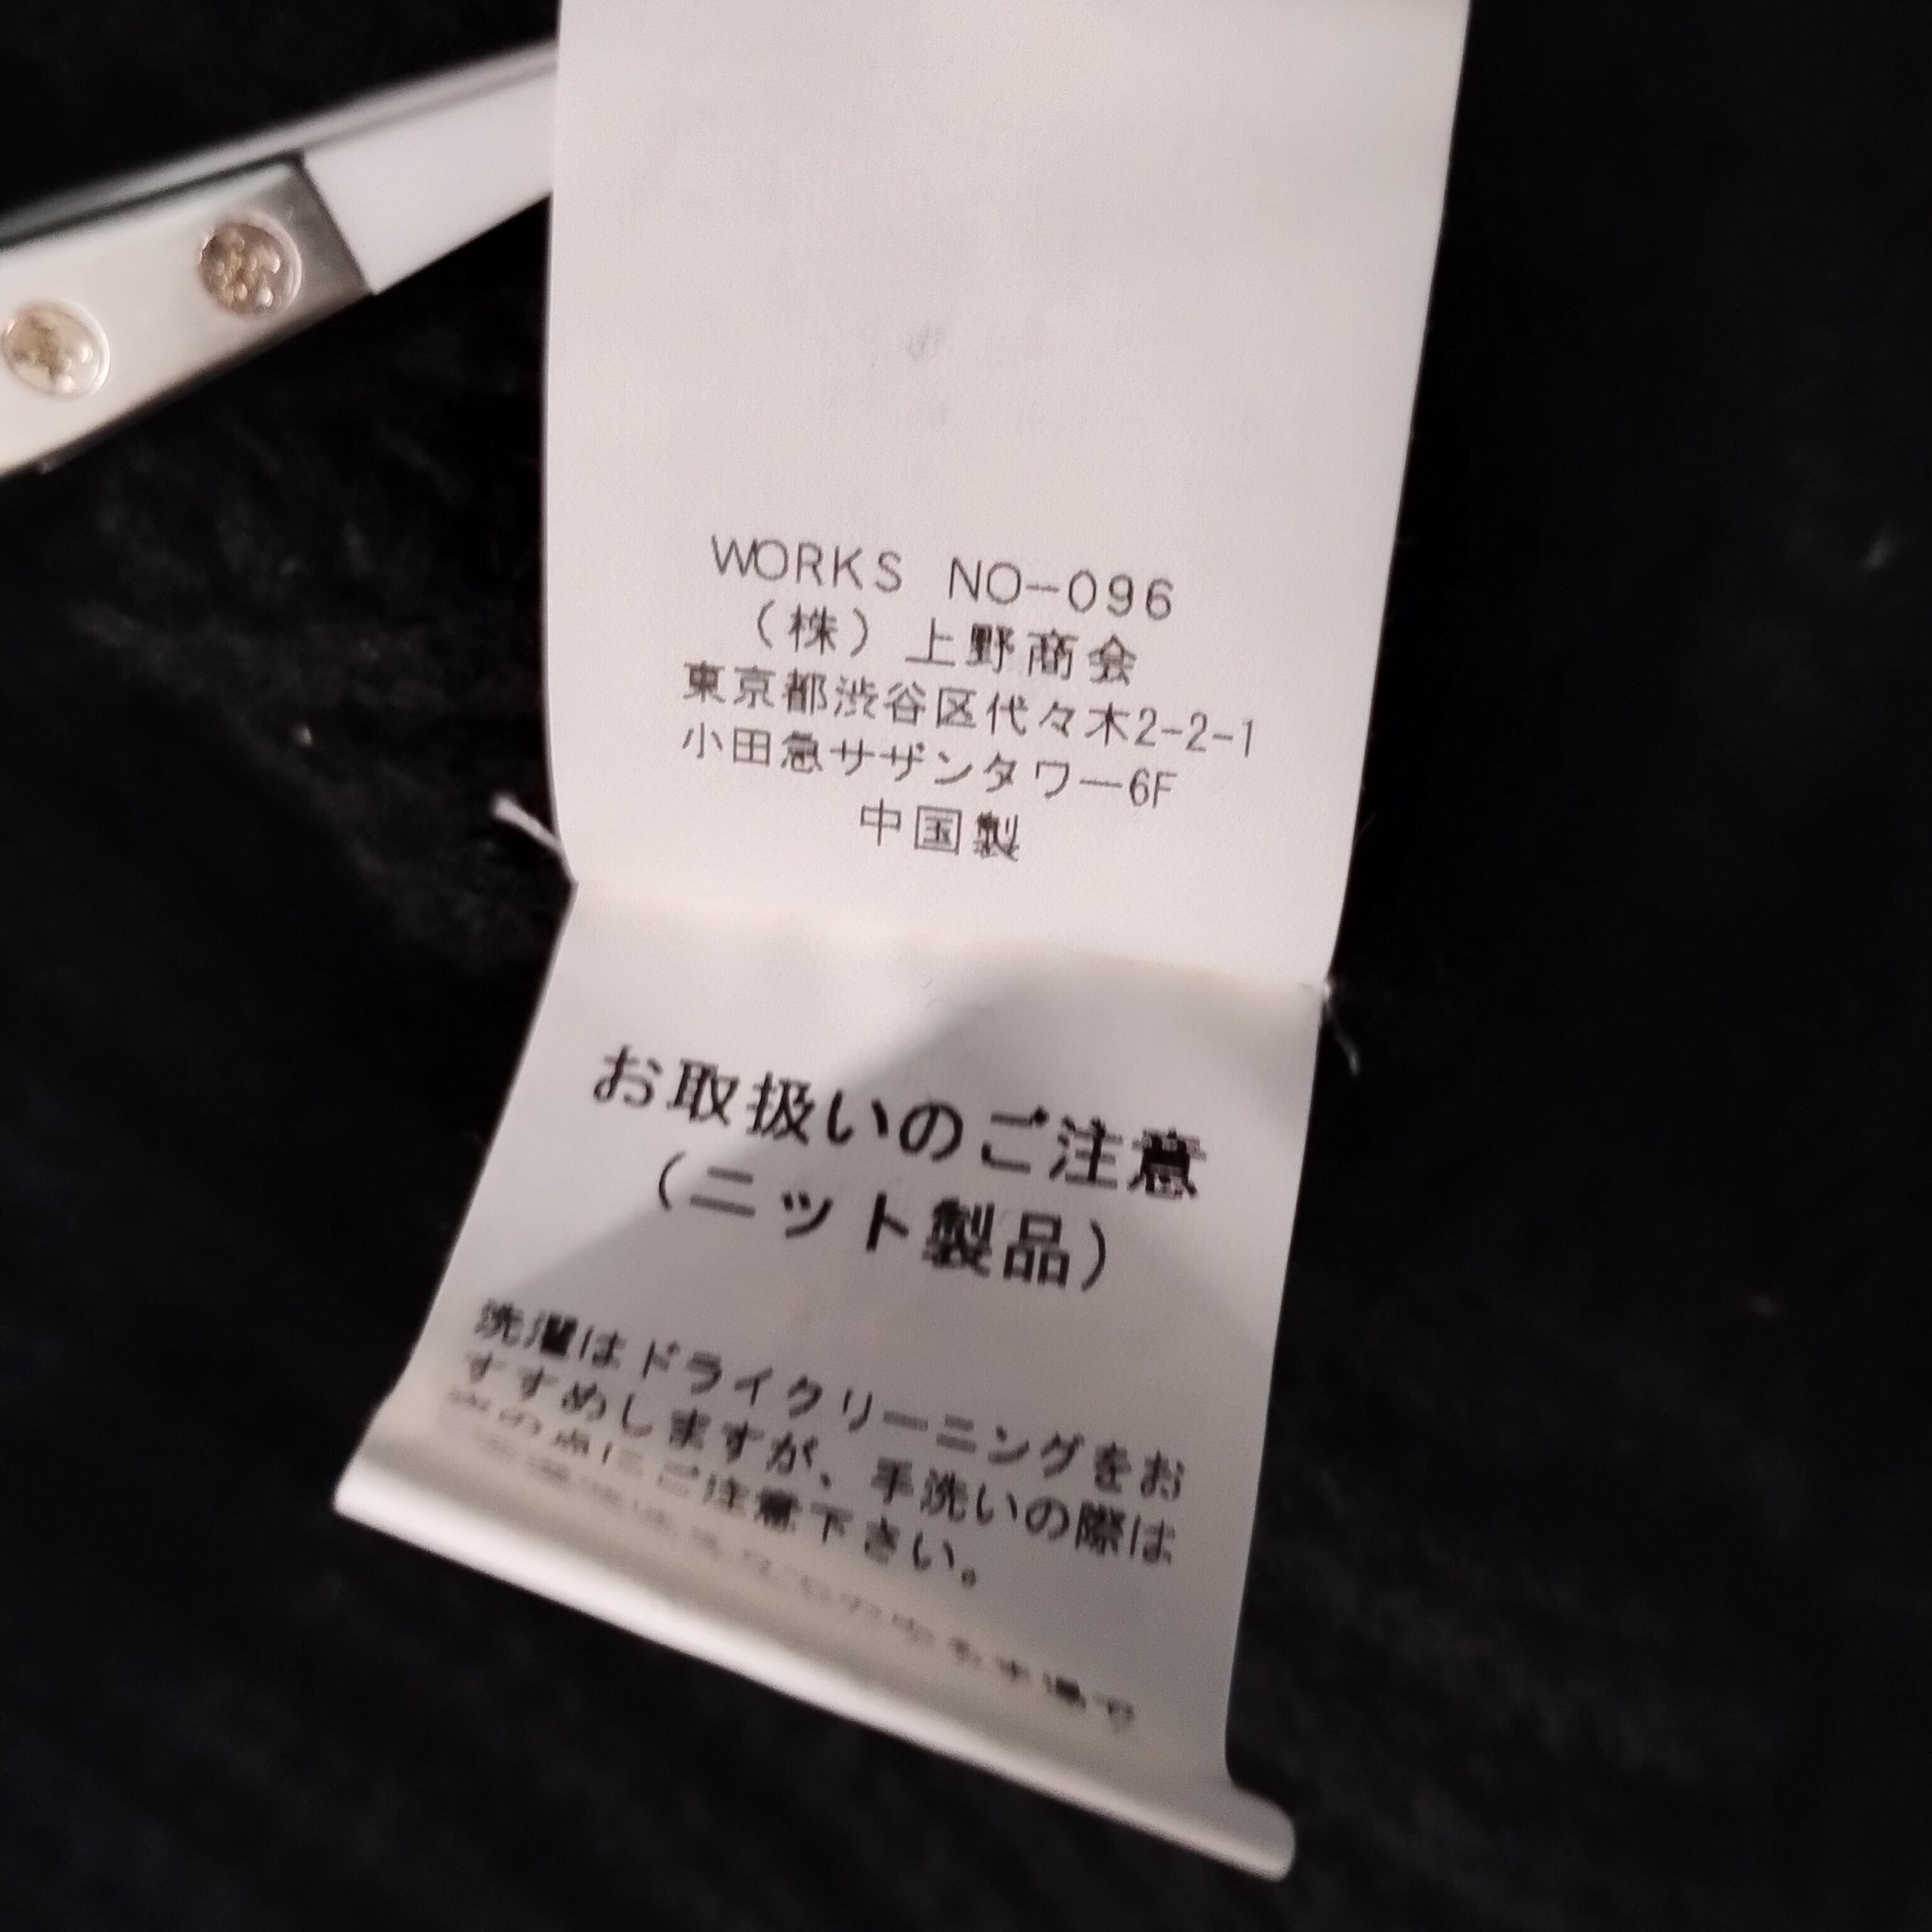 WORKS NO-096
（株）上野商会
東京都渋谷区代々木2-2-1
小田急サザンタワー6F
中国製
お取扱いのご注意
（ニット製品）
洗濯はドライクリーニングをお
すすめしますが、手洗いの際は
次の点にご注意下さい。